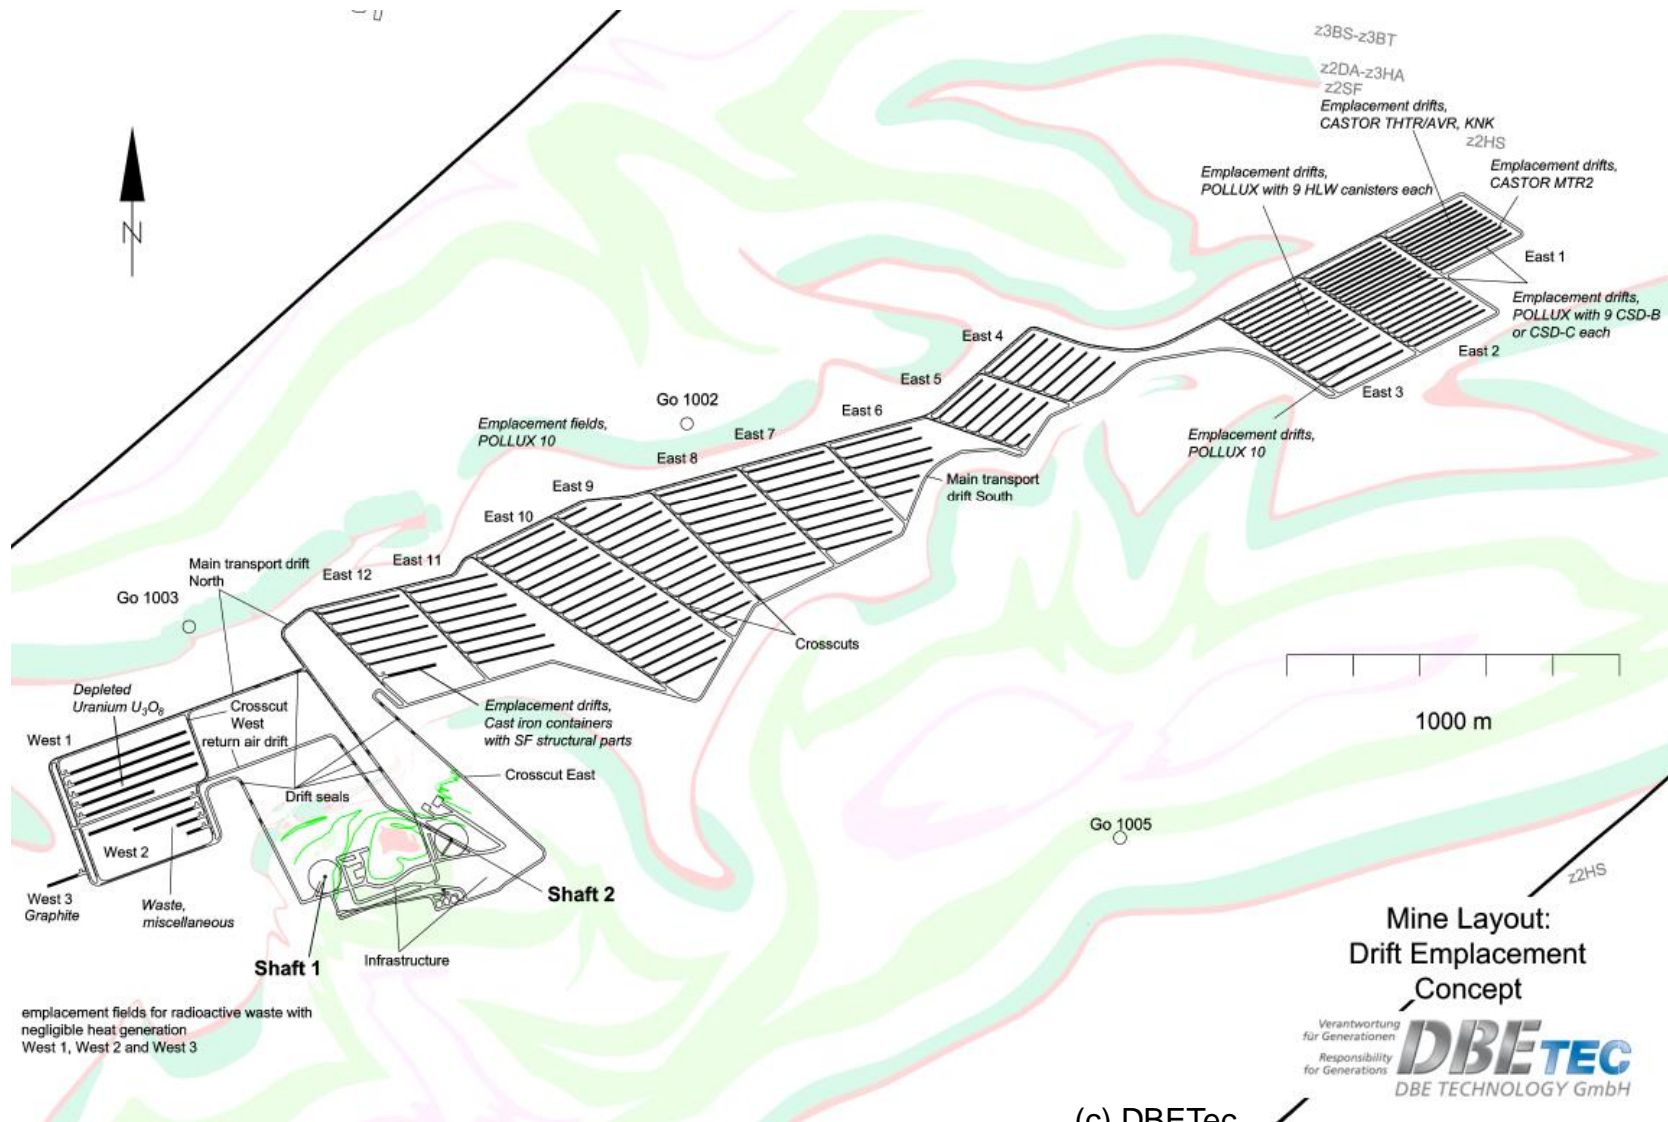 z3BS-z3BT
z2DA-z3HA
z2SF
Emplacement drifts,
CASTOR THTR/AVR, KNK
z2HS
Emplacement drifts,
CASTOR MTR2
Emplacement drifts,
POLLUX with 9 HLW canisters each
N
East 1
Emplacement drifts,
POLLUX with 9 CSD-B
or CSD-C each
East 2
East 3
East 4
East 5
East 6
Go 1002
Emplacement fields,
POLLUX 10
East 7
East 8
Emplacement drifts,
POLLUX 10
Main transport
drift South
East 9
East 10
East 11
East 12
Main transport drift
North
Go 1003
Crosscuts
Depleted
Uranium U3O8
Crosscut
West
return air drift
West 1
Emplacement drifts,
Cast iron containers
with SF structural parts
1000 m
Crosscut East
Drift seals
Go 1005
West 2
West 3
Graphite
Waste,
miscellaneous
Shaft 2
Shaft 1
Infrastructure
z2HS
Mine Layout:
Drift Emplacement
Concept
emplacement fields for radioactive waste with
negligible heat generation
West 1, West 2 and West 3
Verantwortung
für Generationen
Responsibility
for Generations
DBE TEC
DBE TECHNOLOGY GmbH
(c) DBETec